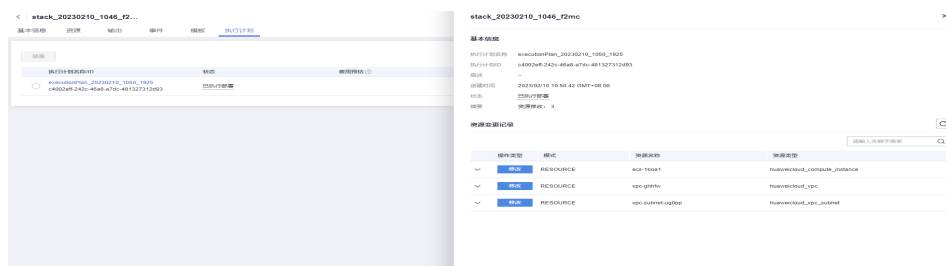 < stack_20230210_1046_f2...
基本信息 资源 输出 事件 模板 执行计划
部署
执行计划名称/ID 状态 费用预估
executionPlan_20230210_1050_1925
c4002eff-242c-46a8-a7dc-481327312d93
已执行部署
stack_20230210_1046_f2mc
基本信息
执行计划名称 executionPlan_20230210_1050_1925
执行计划ID c4002eff-242c-46a8-a7dc-481327312d93
描述 --
创建时间 2023/02/10 10:50:42 GMT+08:00
状态 已执行部署
摘要 资源修改: 3
资源变更记录
请输入关键字搜索
操作类型 模式 资源名称 资源类型
修改 RESOURCE ecs-1bqa1 huaweicloud_compute_instance
修改 RESOURCE vpc-ghhfw huaweicloud_vpc
修改 RESOURCE vpc-subnet-ug0pp huaweicloud_vpc_subnet